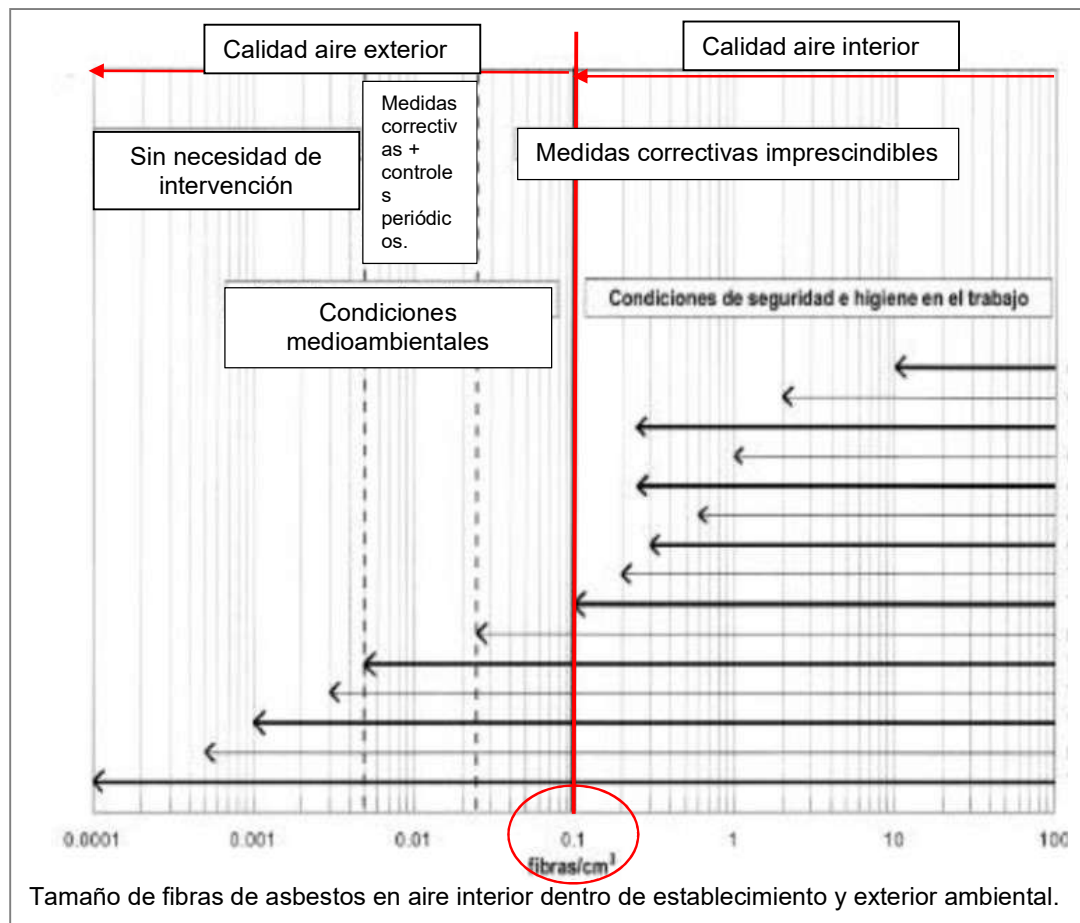 Calidad aire exterior
Calidad aire interior
Medidas
correctiv
as +
controle
s
periódic
os.
Sin necesidad de
intervención
Medidas correctivas imprescindibles
Condiciones
medioambientales
Condiciones de seguridad e higiene en el trabajo
0.0001
0.001
0.01
0.1
1
10
100
fibras/cm³
Tamaño de fibras de asbestos en aire interior dentro de establecimiento y exterior ambiental.